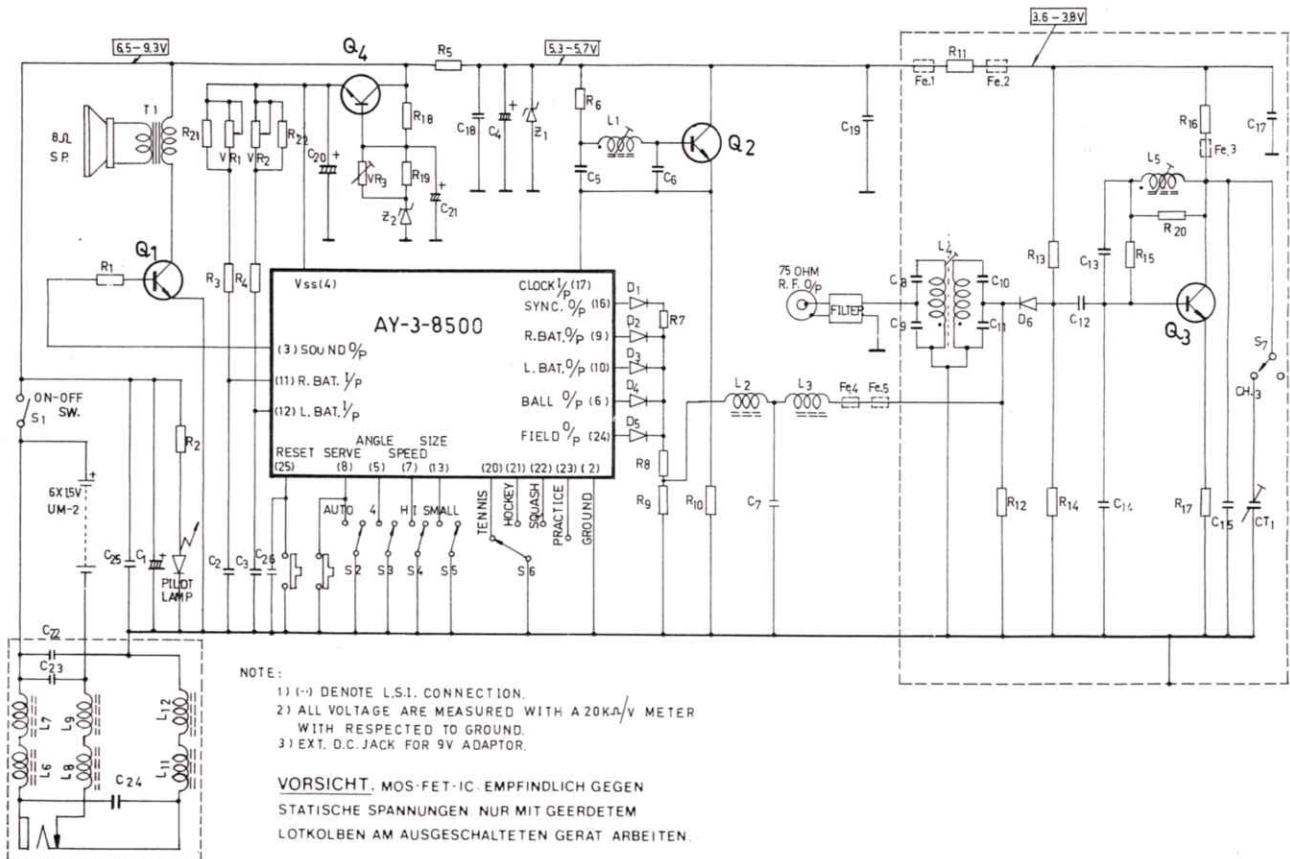 6,5-9,3V
Q4
R5
5,3-5,7V
3,6-3,8V
R11
Fe.1
Fe.2
8Ω
S.P.
T1
R21
VR1
VR2
R22
C20
+
R18
VR3
R19
Z2
C21
+
C18
C4
+
Z1
R6
L1
C5
C6
Q2
C19
R16
Fe.3
C17
L5
R20
R13
C13
R15
Q1
R1
R3
R4
75 OHM
R.F. O/P
FILTER
C8
C9
L4
C10
C11
D6
C12
Q3
S7
CH.3
AY-3-8500
Vss(4)
CLOCK I/P (17)
SYNC. O/P (16)
R.BAT. O/P (9)
L.BAT. O/P (10)
BALL O/P (6)
FIELD O/P (24)
(3) SOUND O/P
(11) R.BAT. I/P
(12) L.BAT. I/P
ANGLE SIZE
RESET SERVE SPEED
(25) (8) (5) (7) (13) (20) (21) (22) (23) (2)
D1
D2
D3
D4
D5
R7
R8
R9
R10
L2
L3
Fe.4
Fe.5
C7
R12
R14
C14
R17
C15
CT1
ON-OFF
SW.
S1
R2
6X1,5V
UM-2
+
C25
C1
+
PILOT
LAMP
C2
C3
C26
AUTO 4 HI SMALL
S2
S3
S4
S5
S6
TENNIS
HOCKEY
SQUASH
PRACTICE
GROUND
C22
C23
L7
L9
L12
L6
L8
L11
C24
NOTE:
1) (··) DENOTE L.S.I. CONNECTION.
2) ALL VOLTAGE ARE MEASURED WITH A 20KΩ/V METER
WITH RESPECTED TO GROUND.
3) EXT. D.C. JACK FOR 9V ADAPTOR.
VORSICHT, MOS-FET-IC. EMPFINDLICH GEGEN
STATISCHE SPANNUNGEN. NUR MIT GEERDETEM
LOTKOLBEN AM AUSGESCHALTETEN GERAT ARBEITEN.